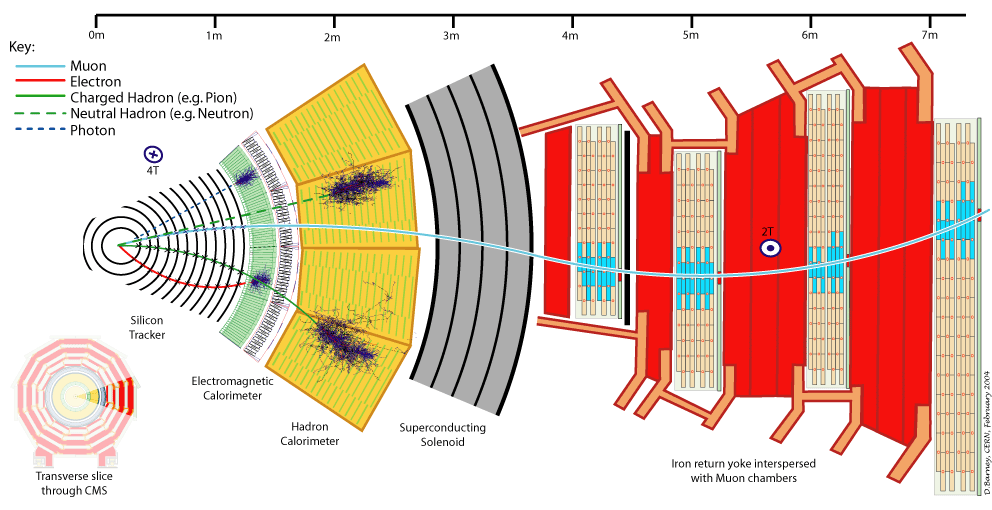 0m 1m 2m 3m 4m 5m 6m 7m
Key:
Muon
Electron
Charged Hadron (e.g. Pion)
Neutral Hadron (e.g. Neutron)
Photon
4T
2T
Silicon
Tracker
Electromagnetic
Calorimeter
Hadron
Calorimeter
Superconducting
Solenoid
Iron return yoke interspersed
with Muon chambers
Transverse slice
through CMS
D.Barney, CERN, February 2004